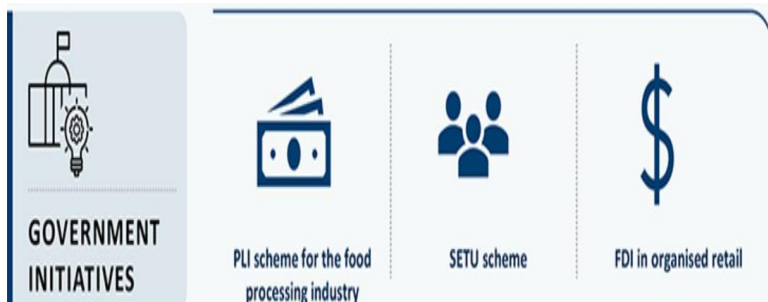 GOVERNMENT
INITIATIVES
PLI scheme for the food
processing industry
SETU scheme
FDI in organised retail